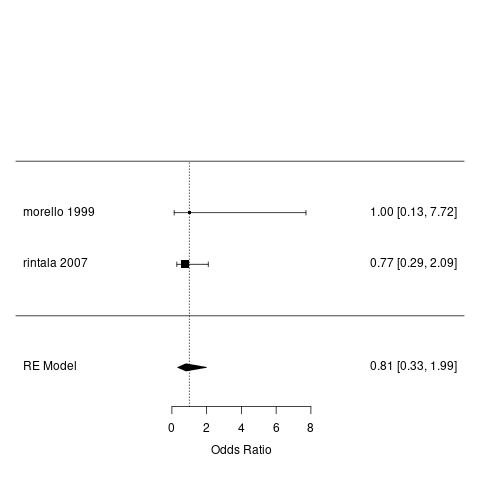 morello 1999 1.00 [0.13, 7.72]
rintala 2007 0.77 [0.29, 2.09]
RE Model 0.81 [0.33, 1.99]
0 2 4 6 8
Odds Ratio